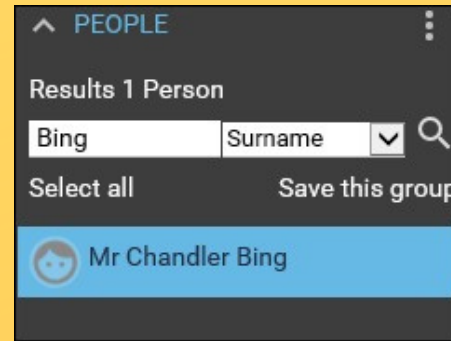 PEOPLE
Results 1 Person
Bing Surname
Select all Save this group
Mr Chandler Bing